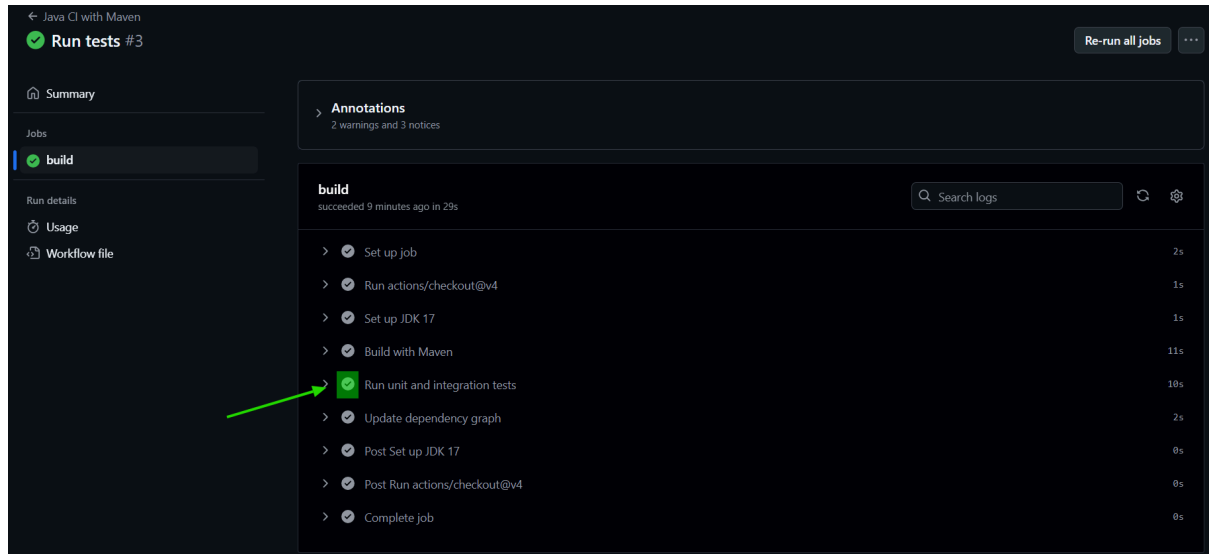 ← Java CI with Maven
Run tests #3
Re-run all jobs
Summary
Jobs
build
Run details
Usage
Workflow file
Annotations
2 warnings and 3 notices
build
succeeded 9 minutes ago in 29s
Search logs
Set up job 2s
Run actions/checkout@v4 1s
Set up JDK 17 1s
Build with Maven 11s
Run unit and integration tests 10s
Update dependency graph 2s
Post Set up JDK 17 0s
Post Run actions/checkout@v4 0s
Complete job 0s